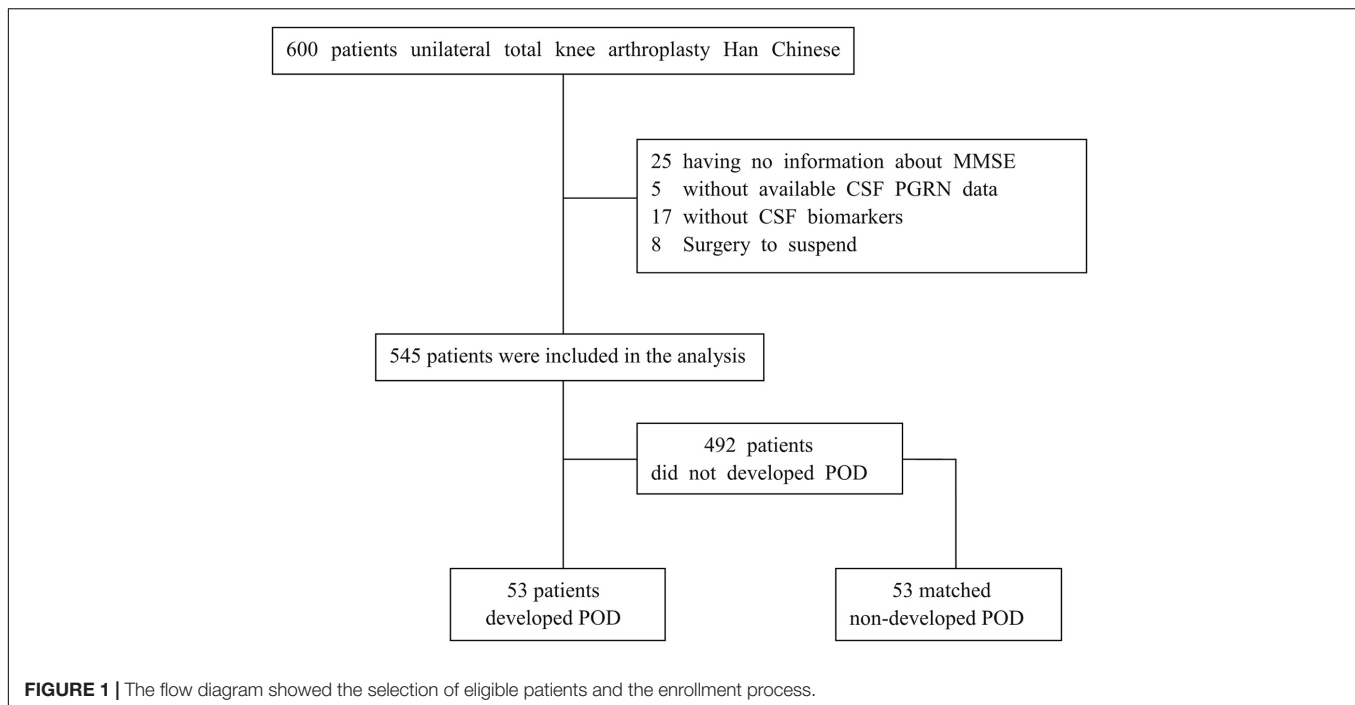 600 patients unilateral total knee arthroplasty Han Chinese
25 having no information about MMSE
5 without available CSF PGRN data
17 without CSF biomarkers
8 Surgery to suspend
545 patients were included in the analysis
492 patients
did not developed POD
53 patients
developed POD
53 matched
non-developed POD
FIGURE 1 | The flow diagram showed the selection of eligible patients and the enrollment process.